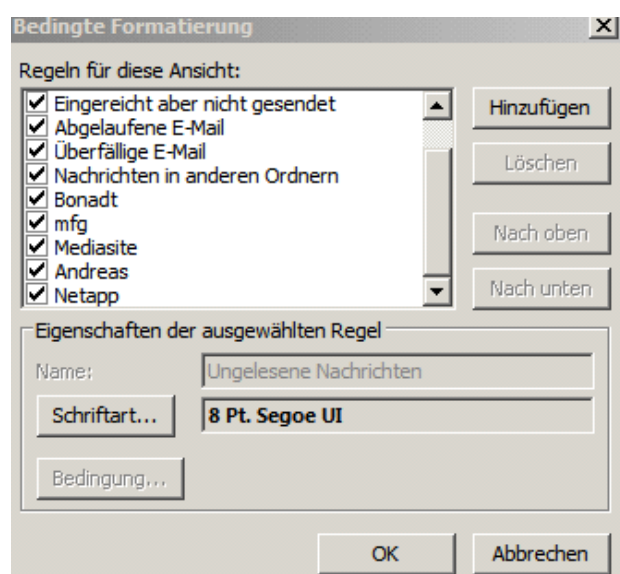 Bedingte Formatierung
Regeln für diese Ansicht:
Eingereicht aber nicht gesendet
Abgelaufene E-Mail
Überfällige E-Mail
Nachrichten in anderen Ordnern
Bonadt
mfg
Mediasite
Andreas
Netapp
Hinzufügen
Löschen
Nach oben
Nach unten
Eigenschaften der ausgewählten Regel
Name: Ungelesene Nachrichten
Schriftart... 8 Pt. Segoe UI
Bedingung...
OK Abbrechen